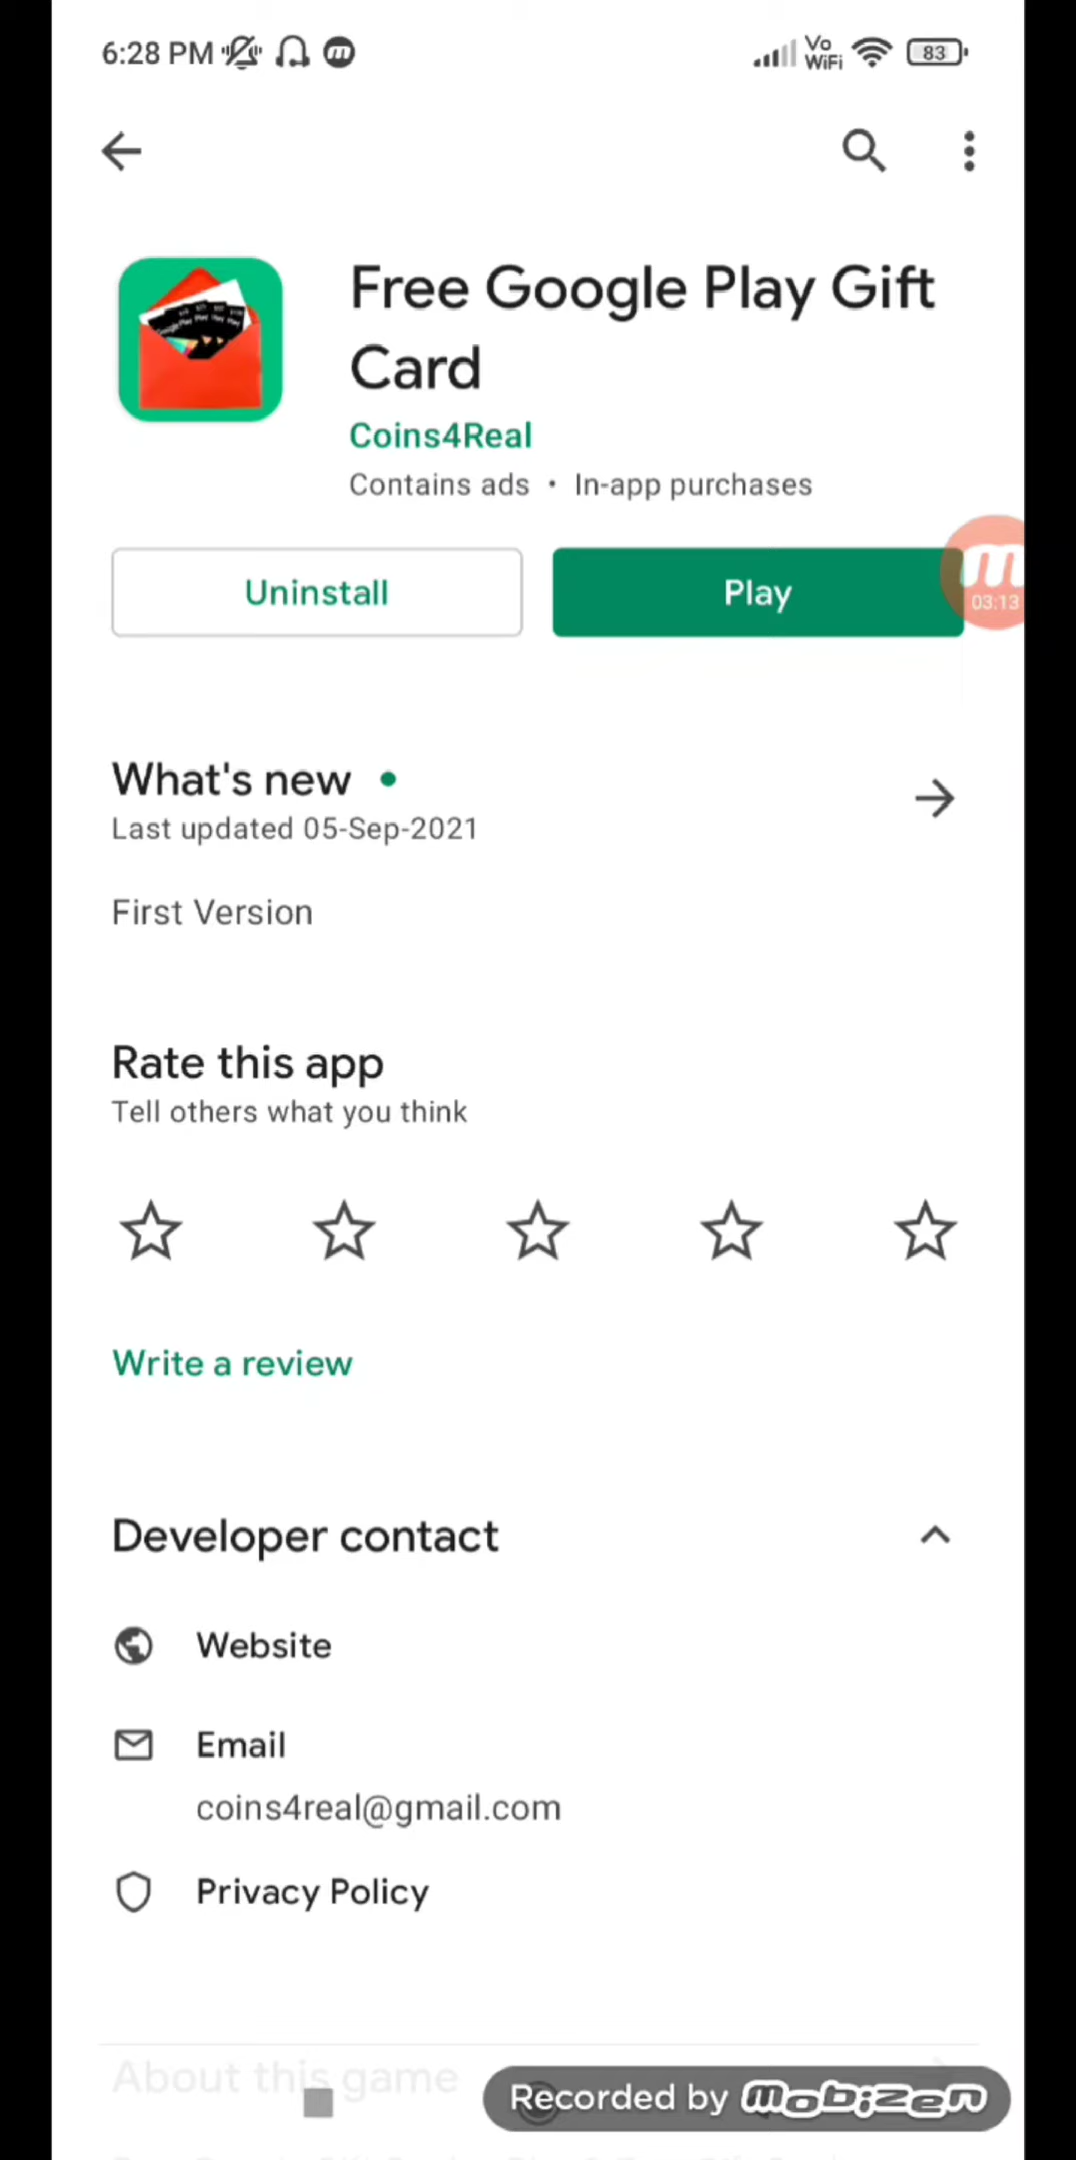 6:28 PM
Vo
WiFi
83
Free Google Play Gift
Card
Coins4Real
Contains ads • In-app purchases
Uninstall
Play
03:13
What's new
Last updated 05-Sep-2021
First Version
Rate this app
Tell others what you think
Write a review
Developer contact
Website
Email
coins4real@gmail.com
Privacy Policy
About this game
Recorded by mobizen